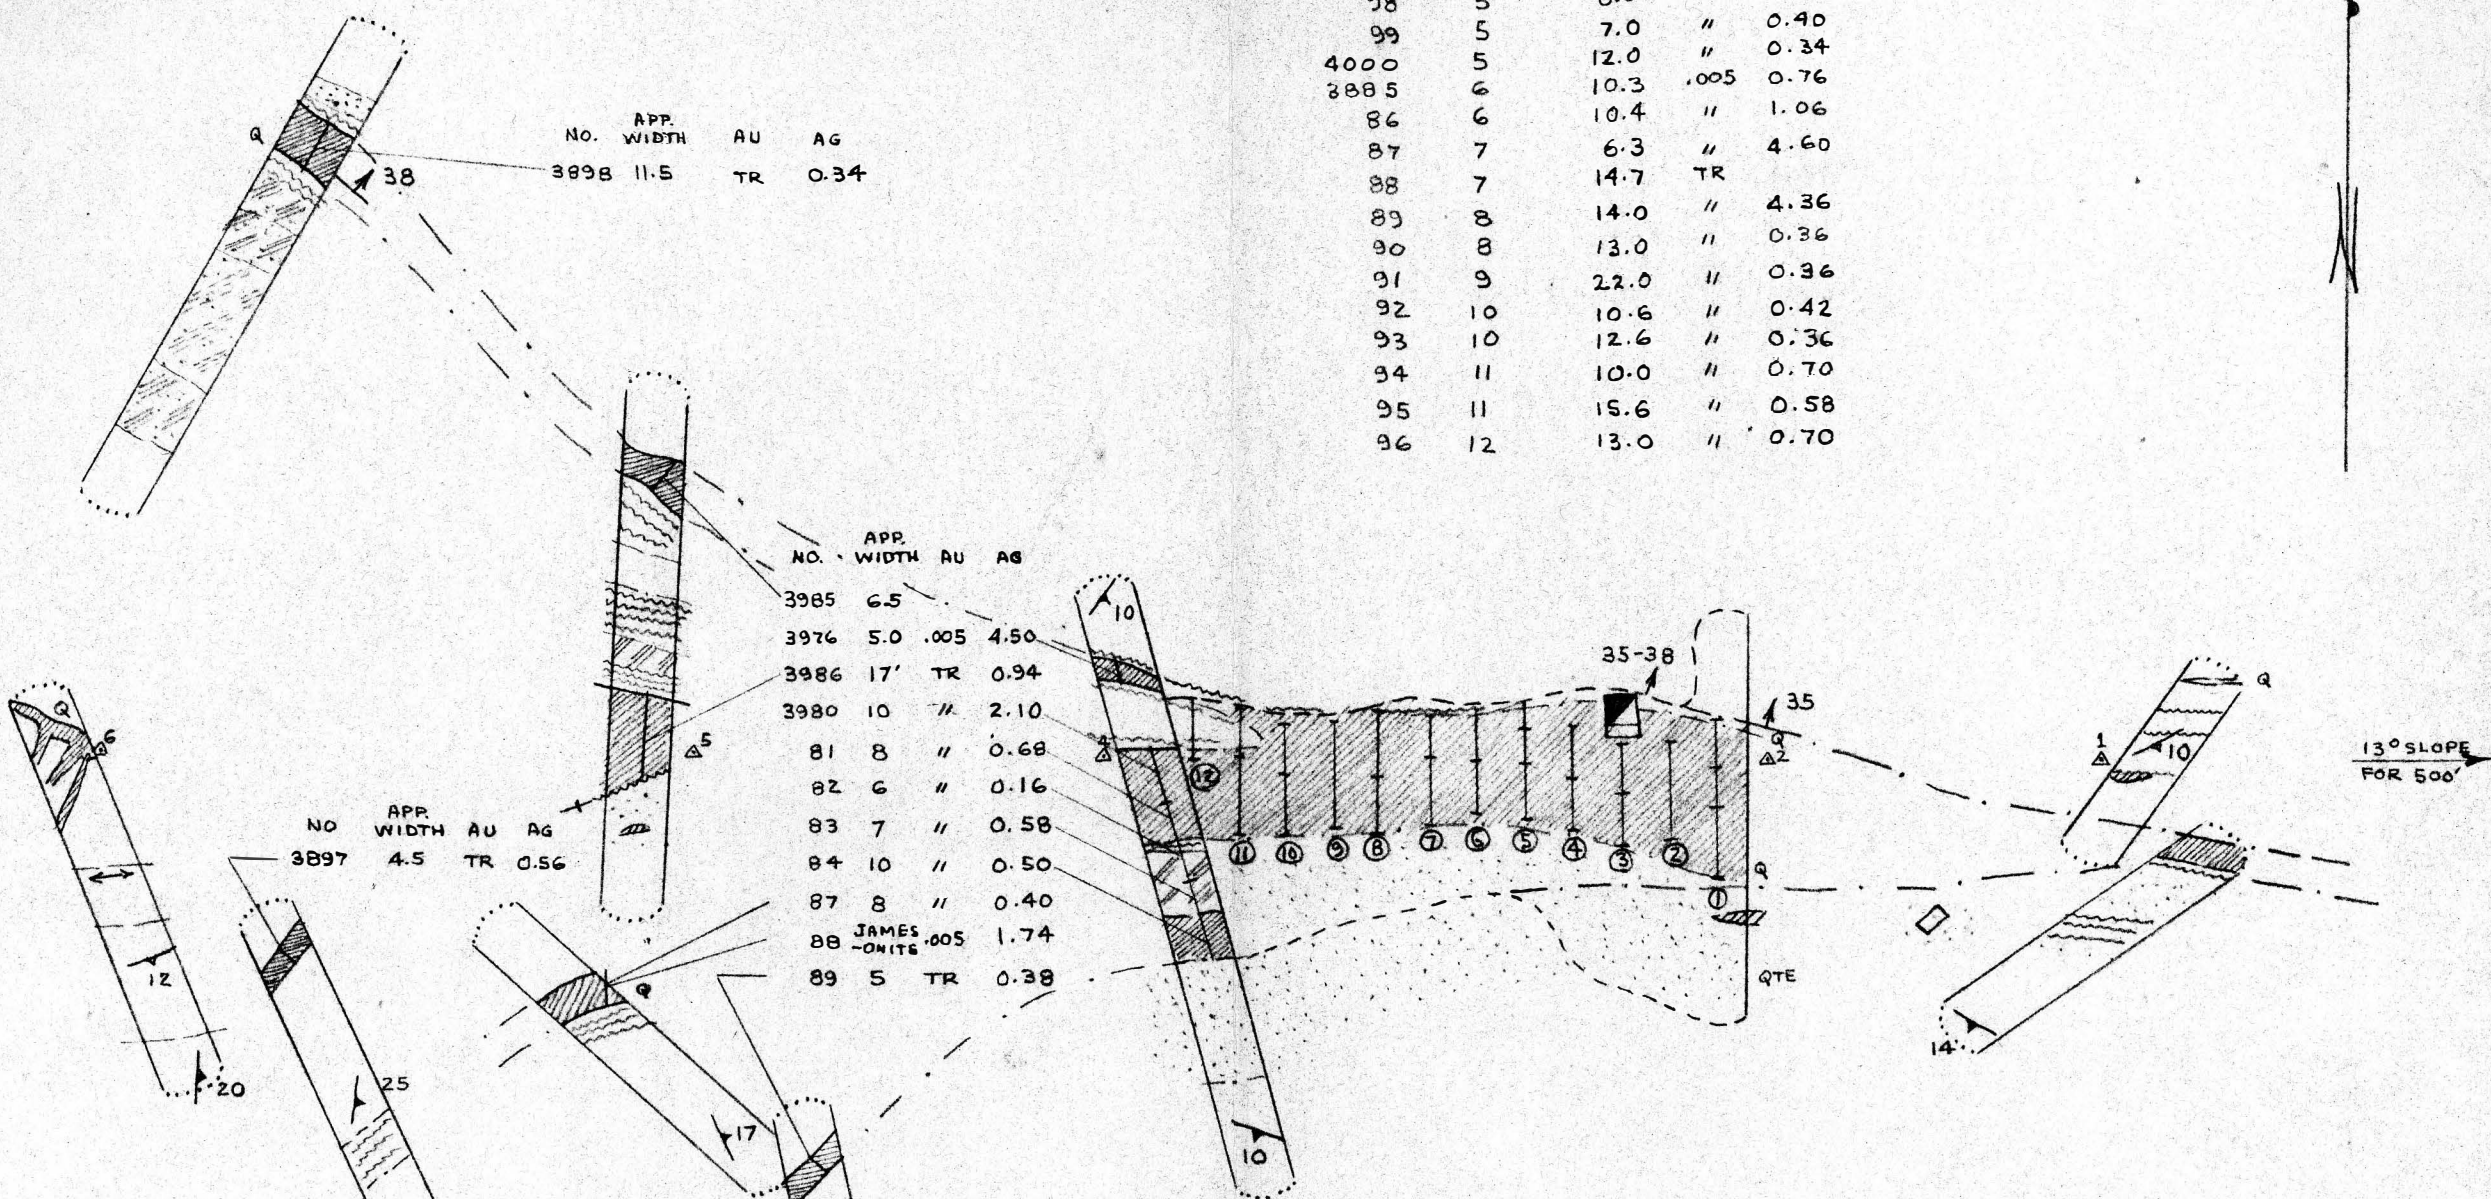 98 5
99 5 7.0 " 0.40
4000 5 12.0 " 0.34
3885 6 10.3 .005 0.76
86 6 10.4 " 1.06
87 7 6.3 " 4.60
88 7 14.7 TR
89 8 14.0 " 4.36
90 8 13.0 " 0.36
91 9 22.0 " 0.36
92 10 10.6 " 0.42
93 10 12.6 " 0.36
94 11 10.0 " 0.70
95 11 15.6 " 0.58
96 12 13.0 " 0.70
N
Q
38
APP.
NO. WIDTH AU AG
3898 11.5 TR 0.34
APP.
NO. WIDTH AU AG
3985 6.5
3976 5.0 .005 4.50
3986 17' TR 0.94
3980 10 " 2.10
81 8 " 0.68
82 6 " 0.16
83 7 " 0.58
84 10 " 0.50
87 8 " 0.40
88 JAMES
-ONITE .005 1.74
89 5 TR 0.38
10
35-38
35
Q
2
4
5
Q
6
1
10
Q
13° SLOPE
FOR 500'
12
11 10 9 8 7 6 5 4 3 2 1
Q
QTE
14
APP.
NO WIDTH AU AG
3897 4.5 TR 0.56
12
20
25
Q
17
10